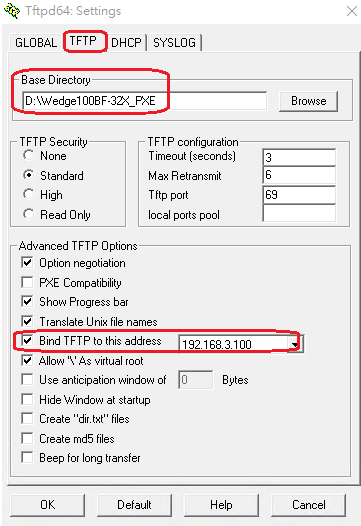 Tftpd64: Settings
GLOBAL TFTP DHCP SYSLOG
Base Directory
D:\Wedge100BF-32X_PXE Browse
TFTP Security
None
Standard
High
Read Only
TFTP configuration
Timeout (seconds) 3
Max Retransmit 6
Tftp port 69
local ports pool
Advanced TFTP Options
Option negotiation
PXE Compatibility
Show Progress bar
Translate Unix file names
Bind TFTP to this address 192.168.3.100
Allow '\' As virtual root
Use anticipation window of 0 Bytes
Hide Window at startup
Create "dir.txt" files
Create md5 files
Beep for long transfer
OK Default Help Cancel